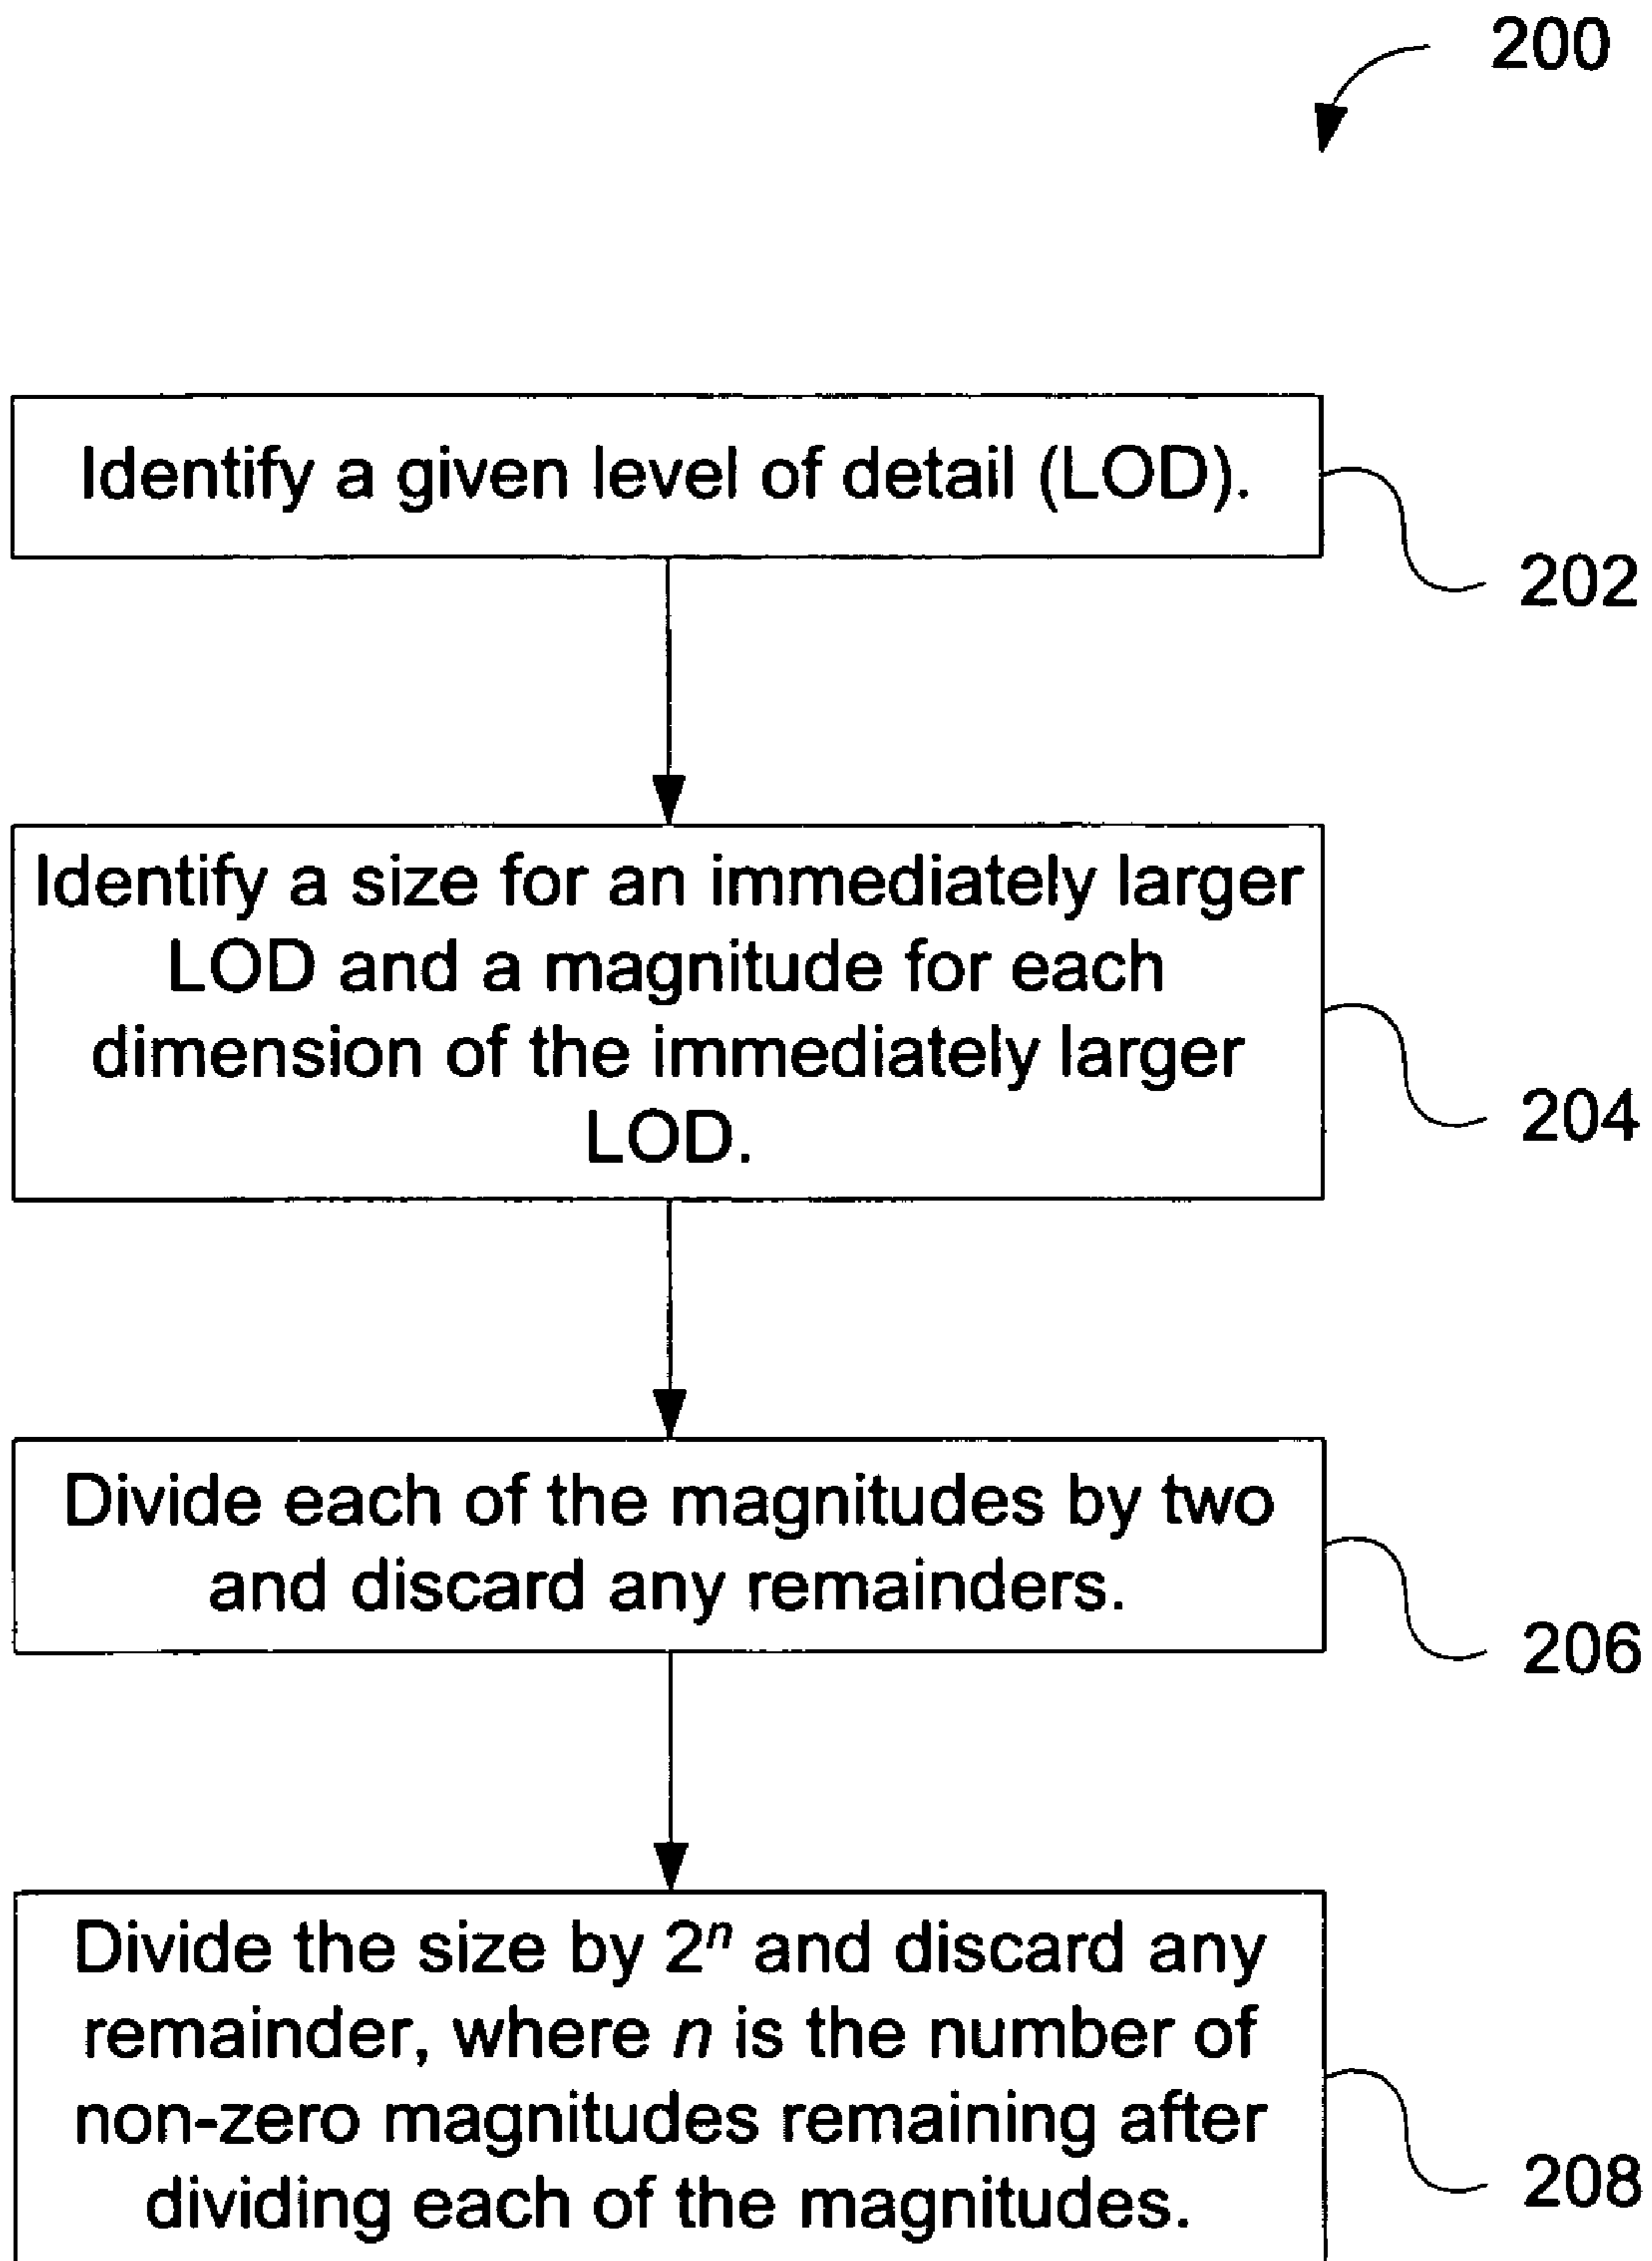 200
Identify a given level of detail (LOD).
202
Identify a size for an immediately larger
LOD and a magnitude for each
dimension of the immediately larger
LOD.
204
Divide each of the magnitudes by two
and discard any remainders.
206
Divide the size by 2ⁿ and discard any
remainder, where n is the number of
non-zero magnitudes remaining after
dividing each of the magnitudes.
208